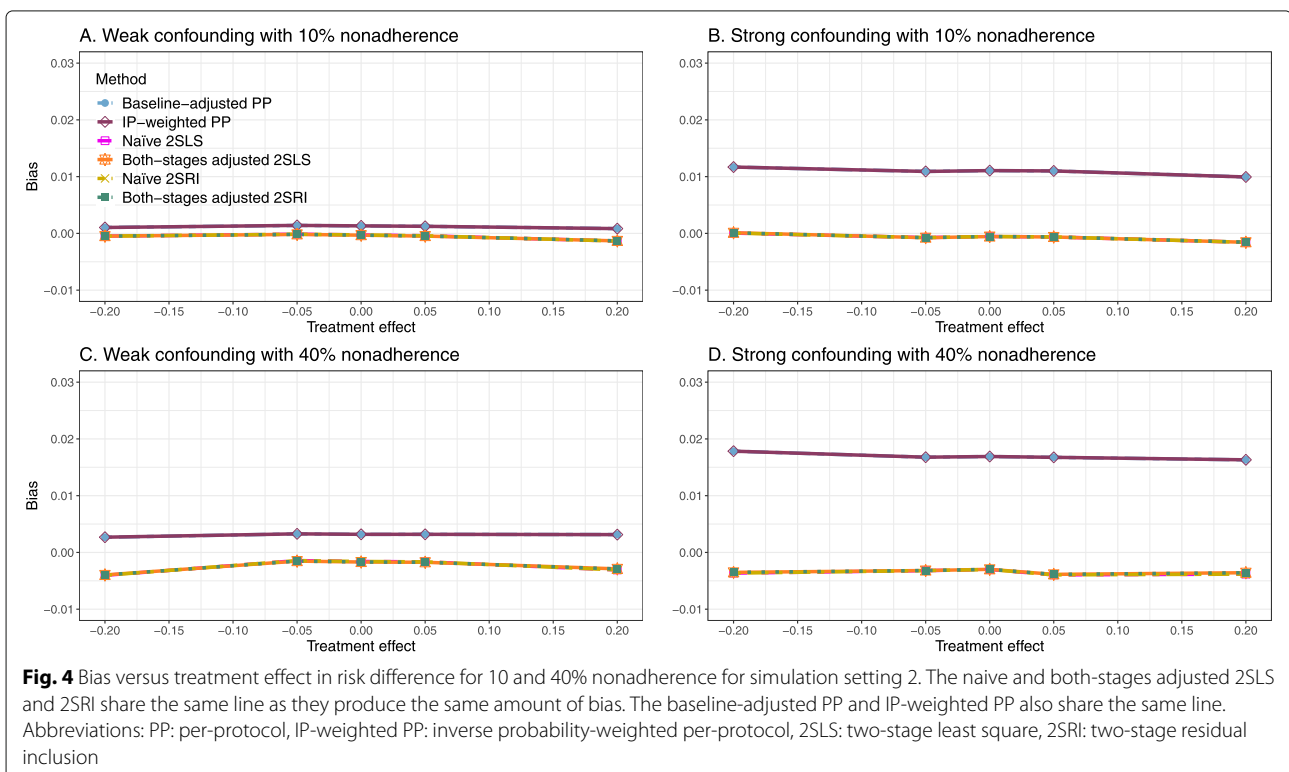 A. Weak confounding with 10% nonadherence
0.03
0.02
0.01
0.00
−0.01
Bias
Method
Baseline−adjusted PP
IP−weighted PP
Naïve 2SLS
Both−stages adjusted 2SLS
Naïve 2SRI
Both−stages adjusted 2SRI
−0.20 −0.15 −0.10 −0.05 0.00 0.05 0.10 0.15 0.20
Treatment effect
B. Strong confounding with 10% nonadherence
0.03
0.02
0.01
0.00
−0.01
−0.20 −0.15 −0.10 −0.05 0.00 0.05 0.10 0.15 0.20
Treatment effect
C. Weak confounding with 40% nonadherence
0.03
0.02
0.01
0.00
−0.01
Bias
−0.20 −0.15 −0.10 −0.05 0.00 0.05 0.10 0.15 0.20
Treatment effect
D. Strong confounding with 40% nonadherence
0.03
0.02
0.01
0.00
−0.01
−0.20 −0.15 −0.10 −0.05 0.00 0.05 0.10 0.15 0.20
Treatment effect
Fig. 4 Bias versus treatment effect in risk difference for 10 and 40% nonadherence for simulation setting 2. The naive and both-stages adjusted 2SLS
and 2SRI share the same line as they produce the same amount of bias. The baseline-adjusted PP and IP-weighted PP also share the same line.
Abbreviations: PP: per-protocol, IP-weighted PP: inverse probability-weighted per-protocol, 2SLS: two-stage least square, 2SRI: two-stage residual
inclusion